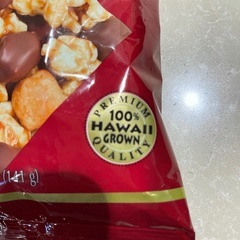 PREMIUM
100%
HAWAII
GROWN
QUALITY
(141 g)